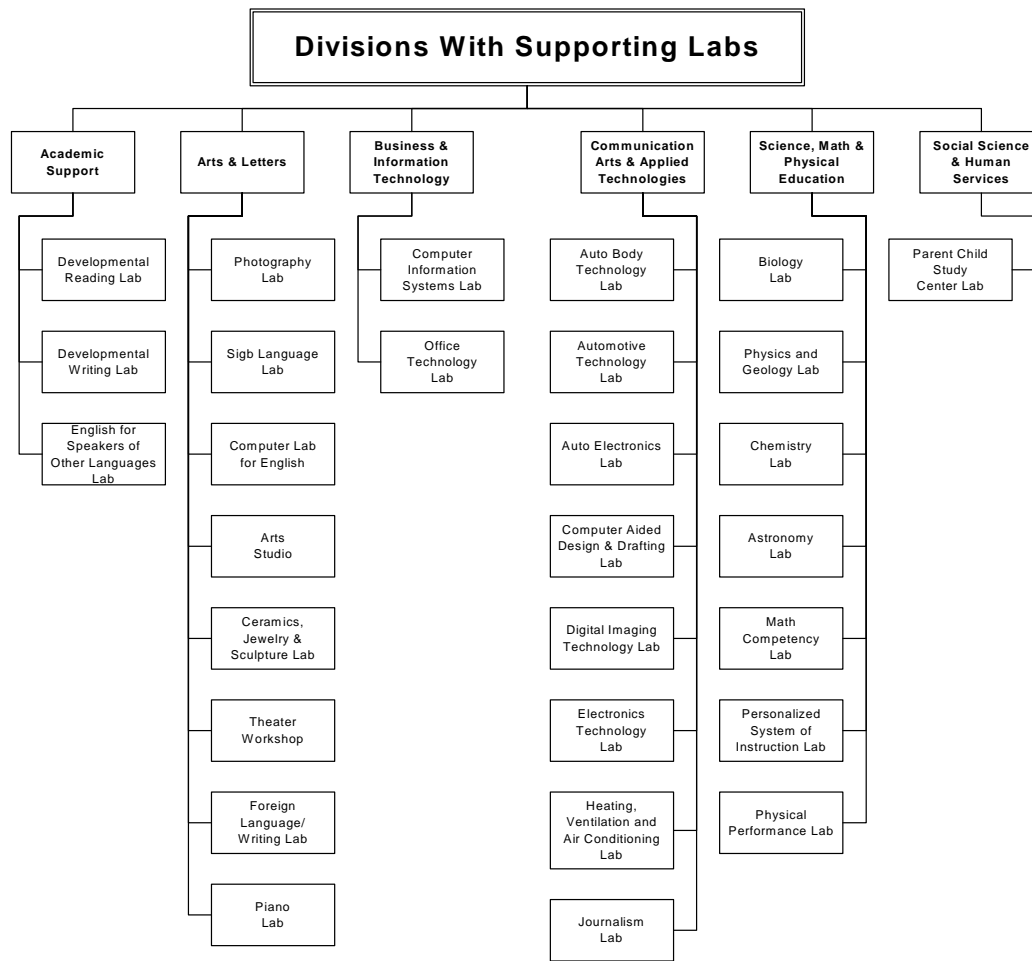 Divisions With Supporting Labs
Academic
Support
Arts & Letters
Business &
Information
Technology
Communication
Arts & Applied
Technologies
Science, Math &
Physical
Education
Social Science
& Human
Services
Developmental
Reading Lab
Developmental
Writing Lab
English for
Speakers of
Other Languages
Lab
Photography
Lab
Sigb Language
Lab
Computer Lab
for English
Arts
Studio
Ceramics,
Jewelry &
Sculpture Lab
Theater
Workshop
Foreign
Language/
Writing Lab
Piano
Lab
Computer
Information
Systems Lab
Office
Technology
Lab
Auto Body
Technology
Lab
Automotive
Technology
Lab
Auto Electronics
Lab
Computer Aided
Design & Drafting
Lab
Digital Imaging
Technology Lab
Electronics
Technology
Lab
Heating,
Ventilation and
Air Conditioning
Lab
Journalism
Lab
Biology
Lab
Physics and
Geology Lab
Chemistry
Lab
Astronomy
Lab
Math
Competency
Lab
Personalized
System of
Instruction Lab
Physical
Performance Lab
Parent Child
Study
Center Lab